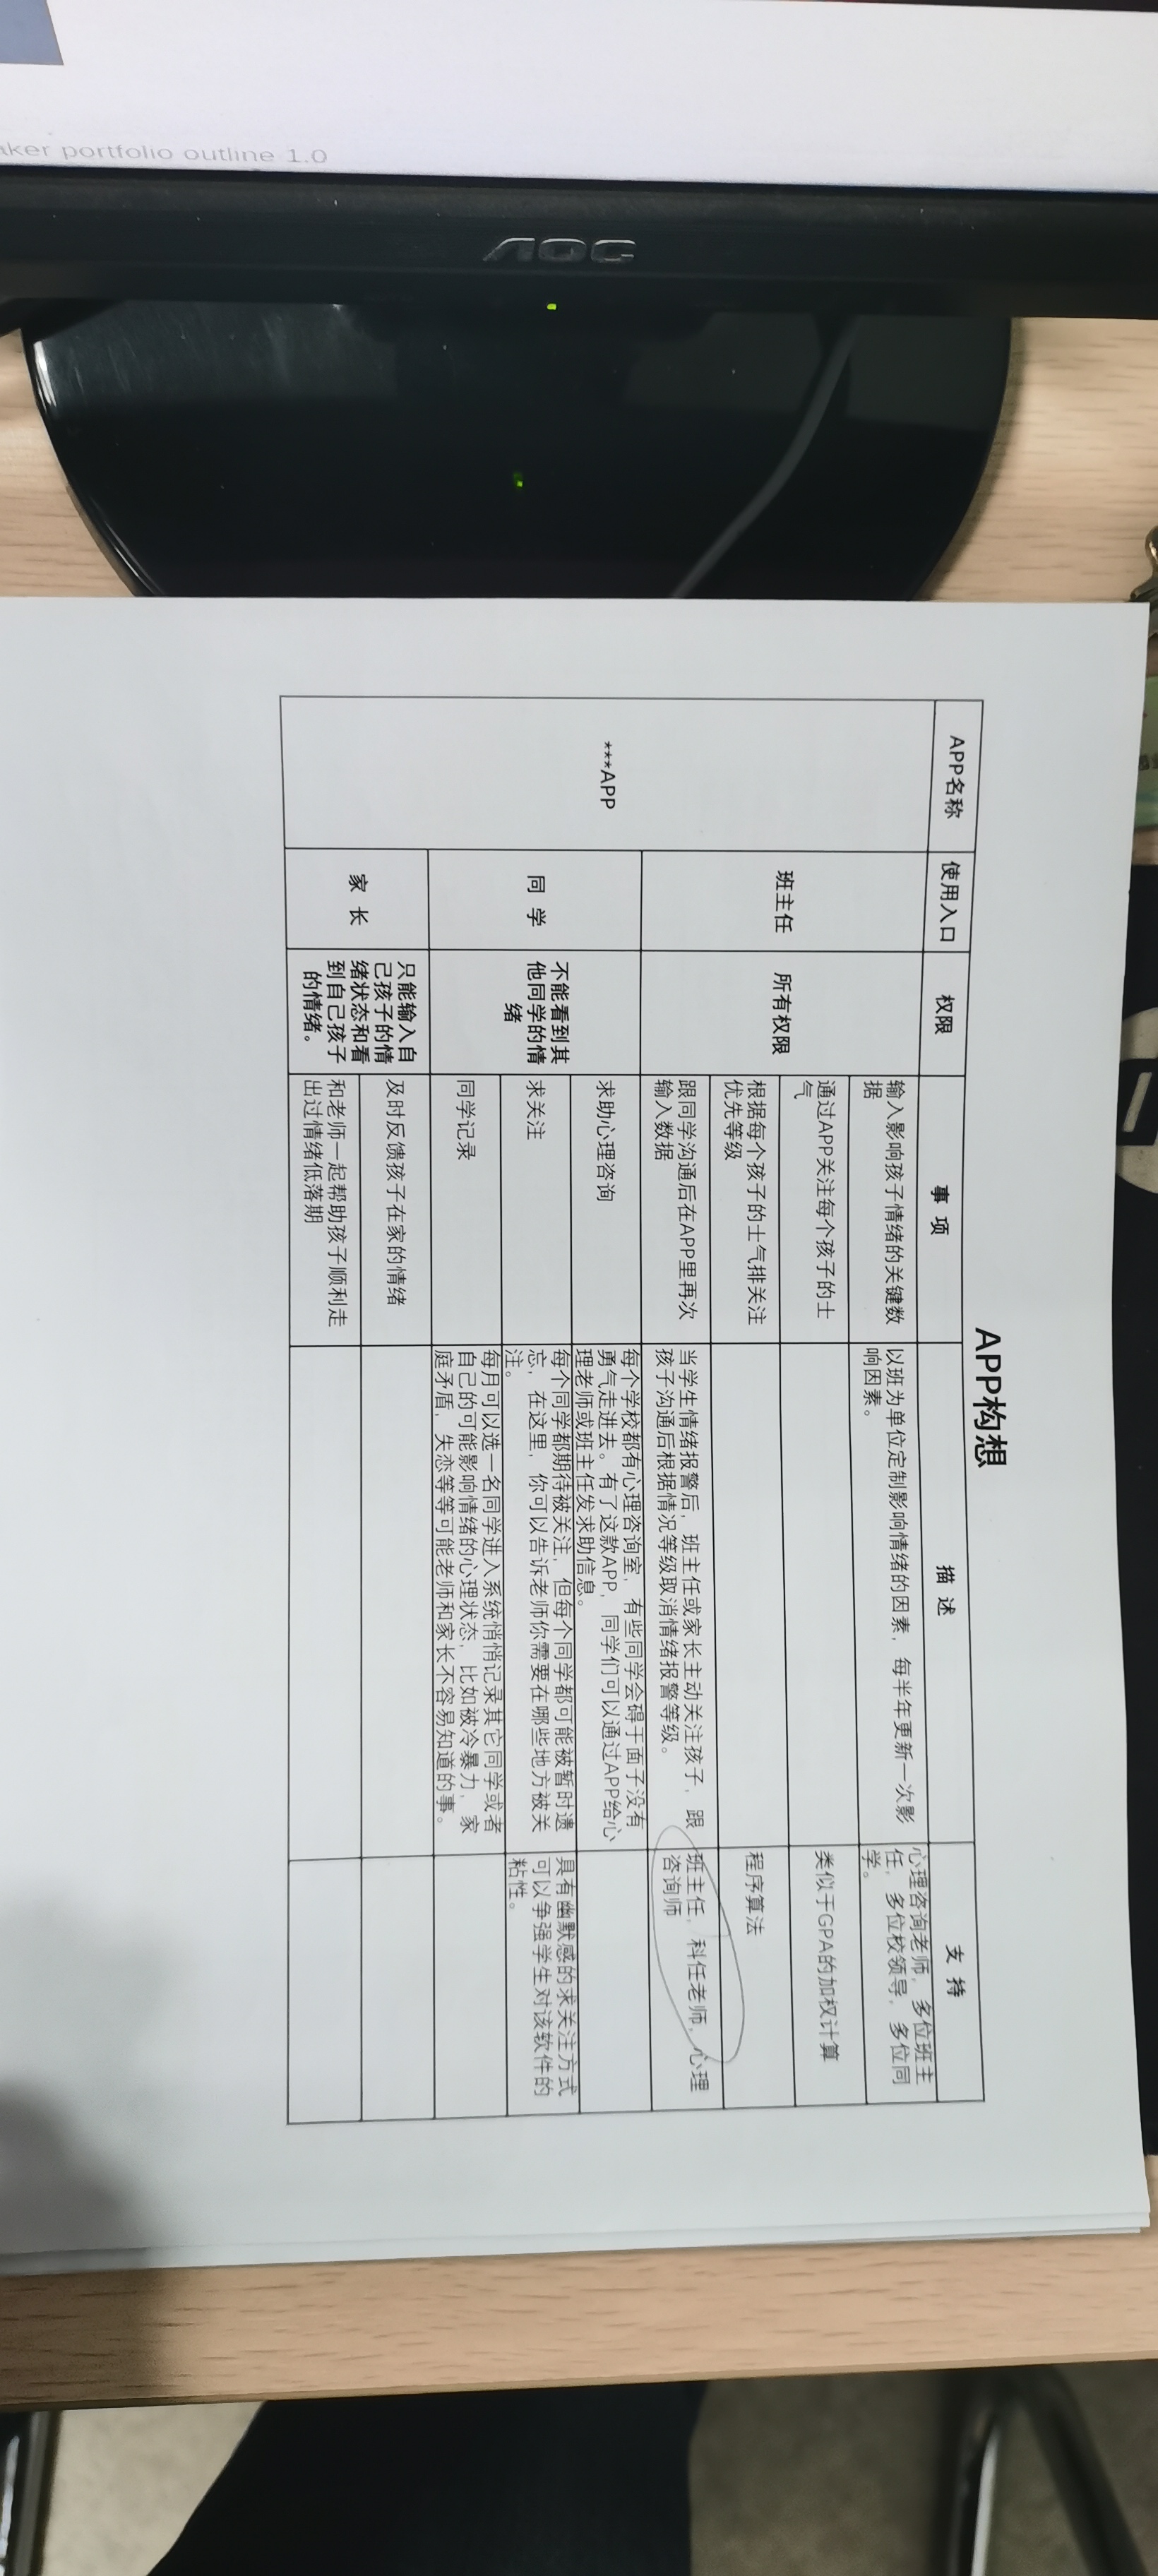 aker portfolio outline 1.0
AOC
APP构想
APP名称
使用入口
权限
事 项
描 述
支 持
***APP
班主任
所有权限
输入影响孩子情绪的关键数
据
以班为单位定制影响情绪的因素，每半年更新一次影
响因素。
心理咨询老师，多位班主
任，多位校领导，多位同
学。
通过APP关注每个孩子的士
气
类似于GPA的加权计算
根据每个孩子的士气排关注
优先等级
程序算法
跟同学沟通后在APP里再次
输入数据
当学生情绪报警后，班主任或家长主动关注孩子，跟
孩子沟通后根据情况等级取消情绪报警等级。
班主任，科任老师，心理
咨询师
同 学
不能看到其
他同学的情
绪
求助心理咨询
每个学校都有心理咨询室，有些同学会碍于面子没有
勇气走进去。有了这款APP，同学们可以通过APP给心
理老师或班主任发求助信息。
求关注
每个同学都期待被关注，但每个同学都可能被暂时遗
忘，在这里，你可以告诉老师你需要在哪些地方被关
注。
具有幽默感的求关注方式
可以争强学生对该软件的
粘性。
同学记录
每月可以选一名同学进入系统悄悄记录其它同学或者
自己的可能影响情绪的心理状态，比如被冷暴力，家
庭矛盾，失恋等等可能老师和家长不容易知道的事。
家 长
只能输入自
己孩子的情
绪状态和看
到自己孩子
的情绪。
及时反馈孩子在家的情绪
和老师一起帮助孩子顺利走
出过情绪低落期